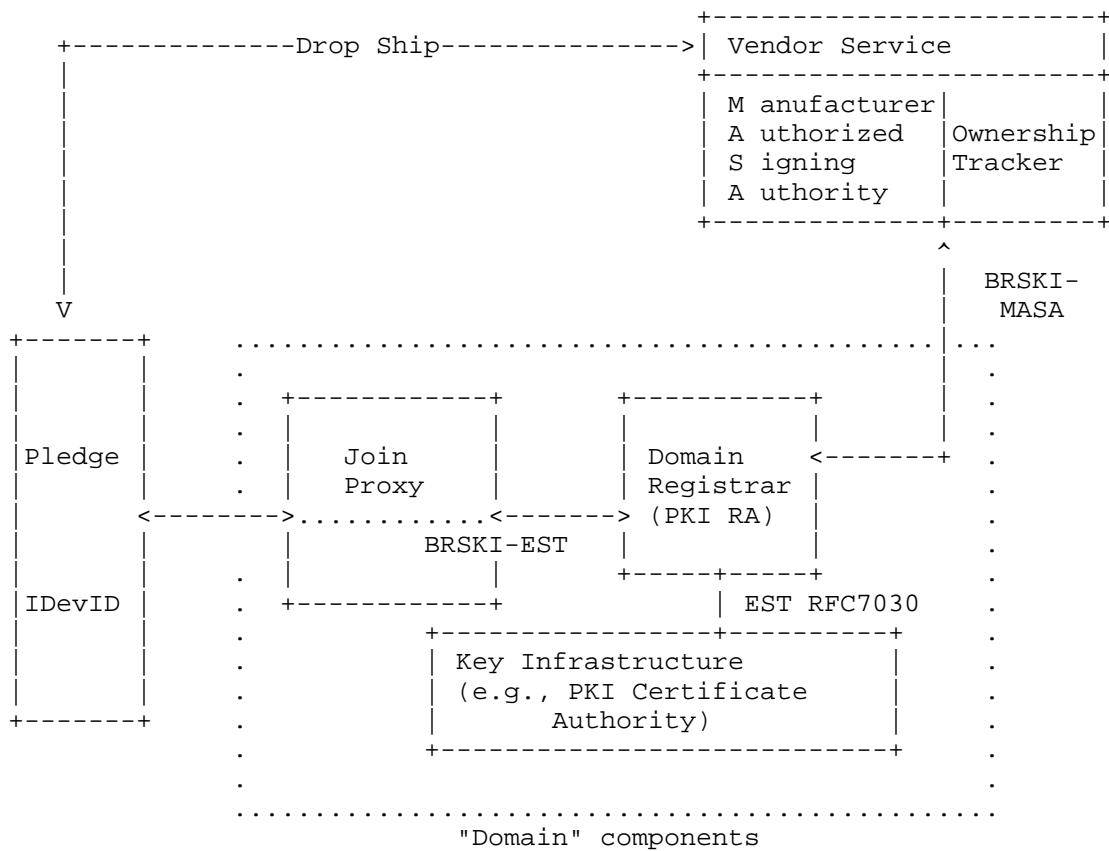 Drop Ship
Vendor Service
M anufacturer
A uthorized Ownership
S igning Tracker
A uthority
BRSKI-
V MASA
Pledge Join Domain
Proxy Registrar
(PKI RA)
BRSKI-EST
IDevID EST RFC7030
Key Infrastructure
(e.g., PKI Certificate
Authority)
"Domain" components